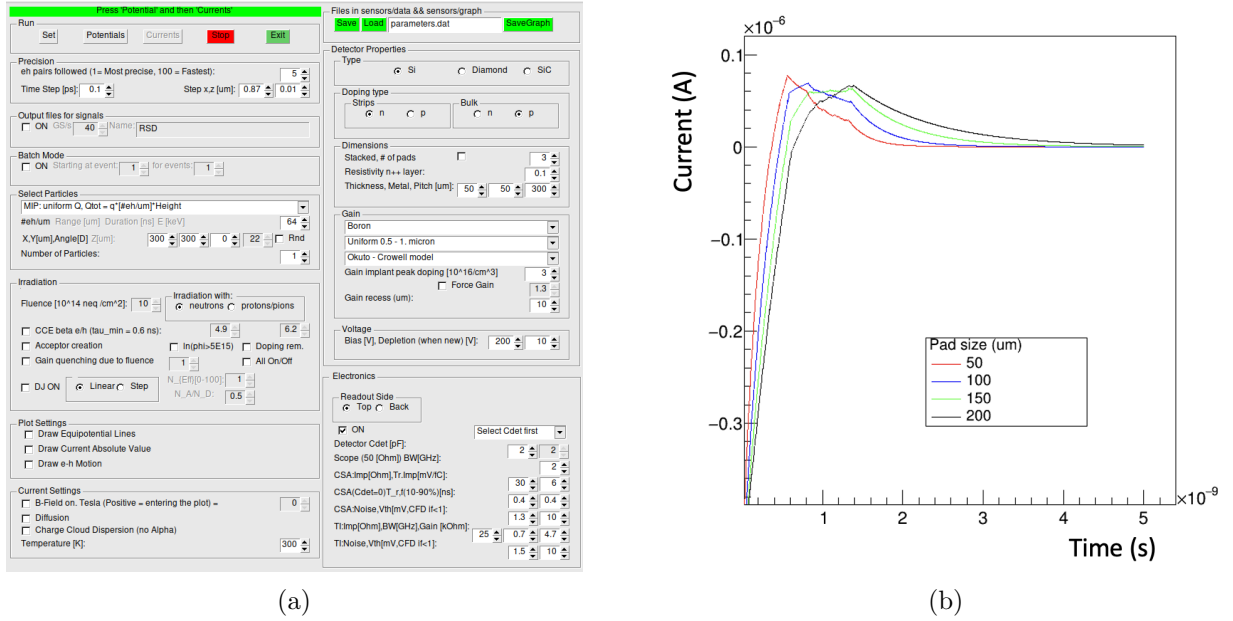 Press 'Potential' and then 'Currents'
Run
Set Potentials Currents Stop Exit
Precision
eh pairs followed (1= Most precise, 100 = Fastest): 5
Time Step [ps]: 0.1 Step x,z [um]: 0.87 0.01
Output files for signals
ON GS/s 40 Name: RSD
Batch Mode
ON Starting at event: 1 for events: 1
Select Particles
MIP: uniform Q, Qtot = q*[#eh/um]*Height
#eh/um Range [um] Duration [ns] E [keV] 64
X,Y[um],Angle[D] Z[um]: 300 300 0 22 Rnd
Number of Particles: 1
Irradiation
Fluence [10^14 neq /cm^2]: 10
Irradiation with:
neutrons protons/pions
CCE beta e/h (tau_min = 0.6 ns): 4.9 6.2
Acceptor creation ln(phi>5E15) Doping rem.
Gain quenching due to fluence 1 All On/Off
DJ ON Linear Step N_{Eff}[0-100]: 1
N_A/N_D: 0.5
Plot Settings
Draw Equipotential Lines
Draw Current Absolute Value
Draw e-h Motion
Current Settings
B-Field on. Tesla (Positive = entering the plot) = 0
Diffusion
Charge Cloud Dispersion (no Alpha)
Temperature [K]: 300
Files in sensors/data && sensors/graph
Save Load parameters.dat SaveGraph
Detector Properties
Type
Si Diamond SiC
Doping type
Strips Bulk
n p n p
Dimensions
Stacked, # of pads 3
Resistivity n++ layer: 0.1
Thickness, Metal, Pitch [um]: 50 50 300
Gain
Boron
Uniform 0.5 - 1. micron
Okuto - Crowell model
Gain implant peak doping [10^16/cm^3] 3
Force Gain 1.3
Gain recess (um): 10
Voltage
Bias [V], Depletion (when new) [V]: 200 10
Electronics
Readout Side
Top Back
ON Select Cdet first
Detector Cdet [pF]: 2 2
Scope (50 [Ohm]) BW[GHz]: 2
CSA:Imp[Ohm],Tr.Imp[mV/fC]: 30 6
CSA(Cdet=0)T_r,f(10-90%)[ns]: 0.4 0.4
CSA:Noise,Vth[mV,CFD if<1]: 1.3 10
TI:Imp[Ohm],BW[GHz],Gain [kOhm]: 25 0.7 4.7
TI:Noise,Vth[mV,CFD if<1]: 1.5 10
(a)
×10⁻⁶
Current (A)
0.1
0
−0.1
−0.2
−0.3
Pad size (um)
50
100
150
200
1 2 3 4 5
×10⁻⁹
Time (s)
(b)